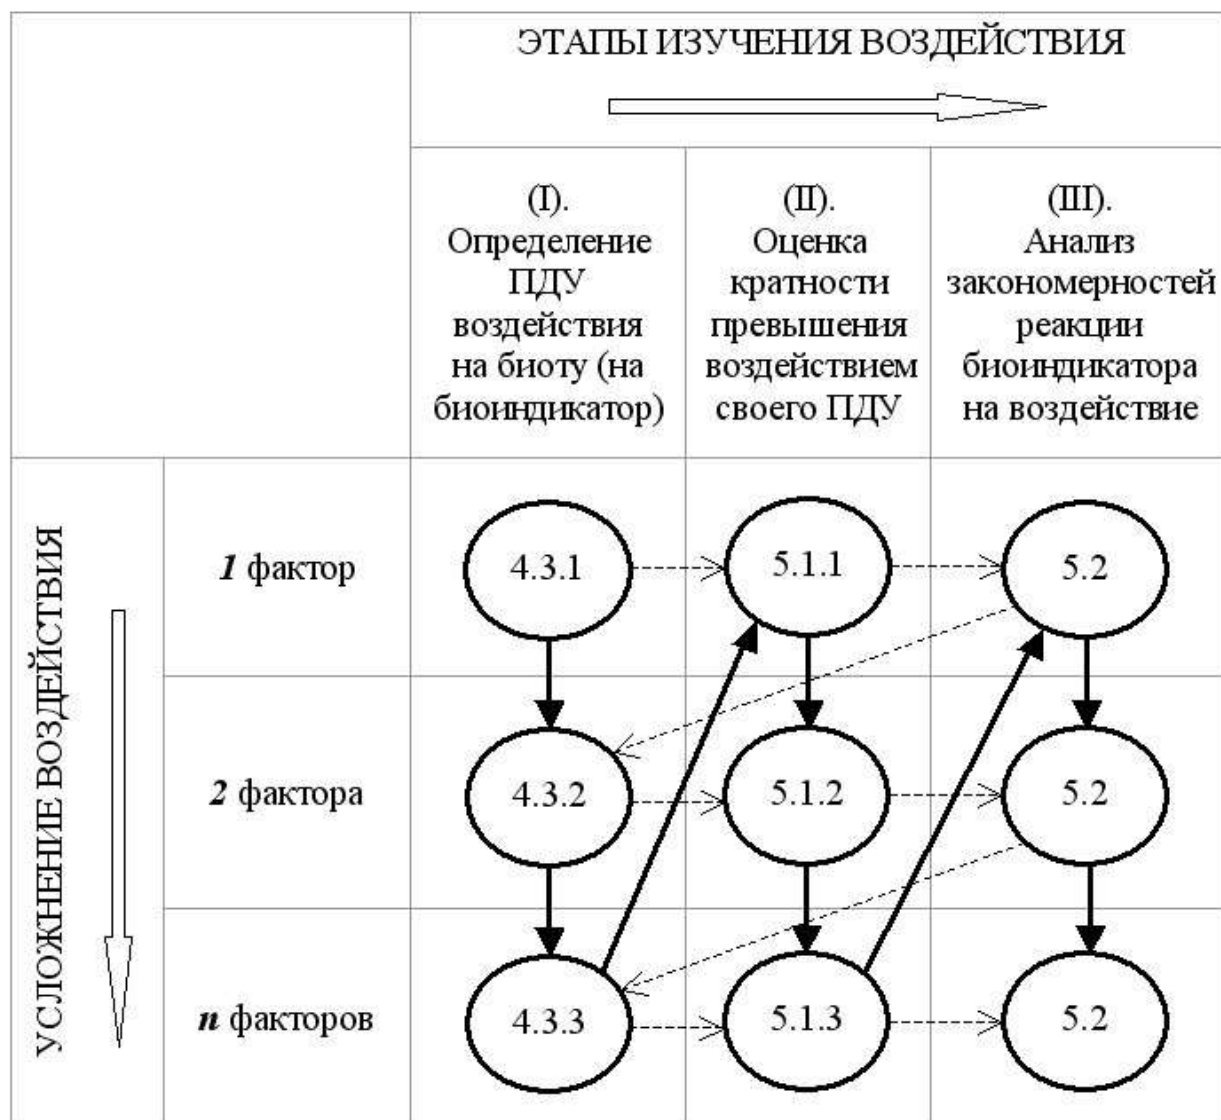 ЭТАПЫ ИЗУЧЕНИЯ ВОЗДЕЙСТВИЯ
(I).
Определение
ПДУ
воздействия
на биоту (на
биоиндикатор)
(II).
Оценка
кратности
превышения
воздействием
своего ПДУ
(III).
Анализ
закономерностей
реакции
биоиндикатора
на воздействие
УСЛОЖНЕНИЕ ВОЗДЕЙСТВИЯ
1 фактор
4.3.1
5.1.1
5.2
2 фактора
4.3.2
5.1.2
5.2
n факторов
4.3.3
5.1.3
5.2